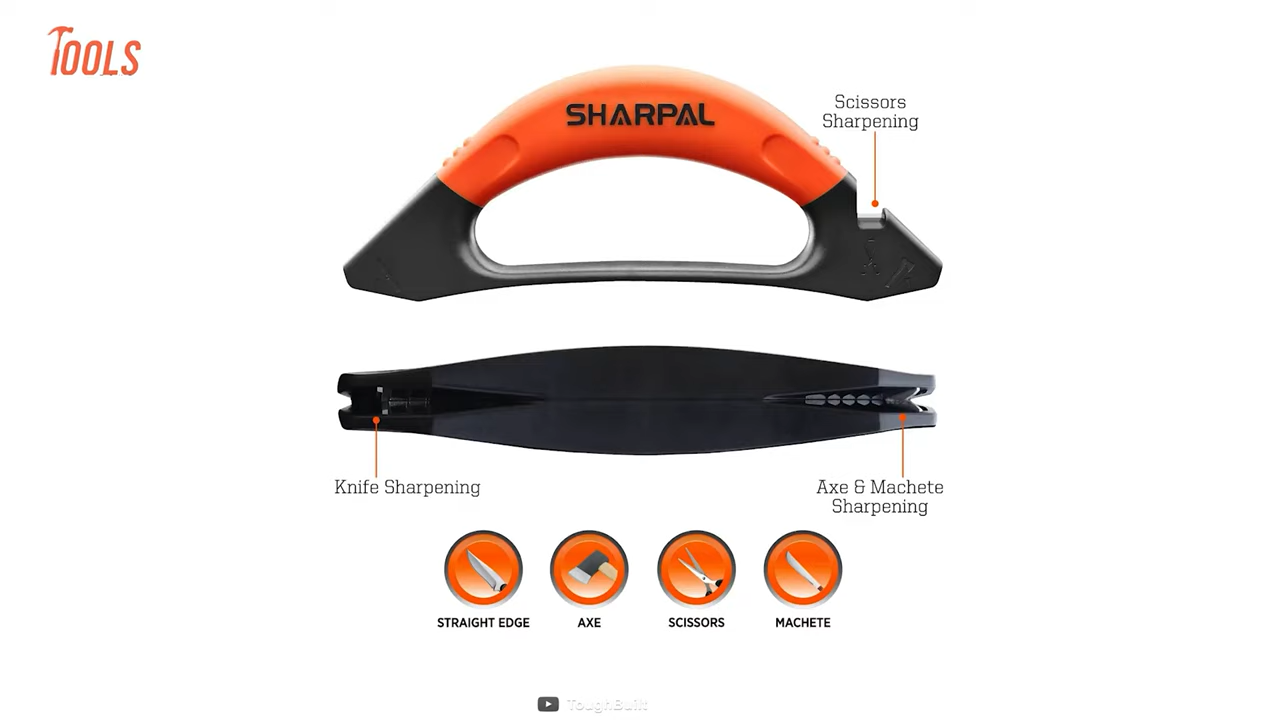 TOOLS
SHARPAL
Scissors
Sharpening
Knife Sharpening
Axe & Machete
Sharpening
STRAIGHT EDGE
AXE
SCISSORS
MACHETE
ToughBuilt